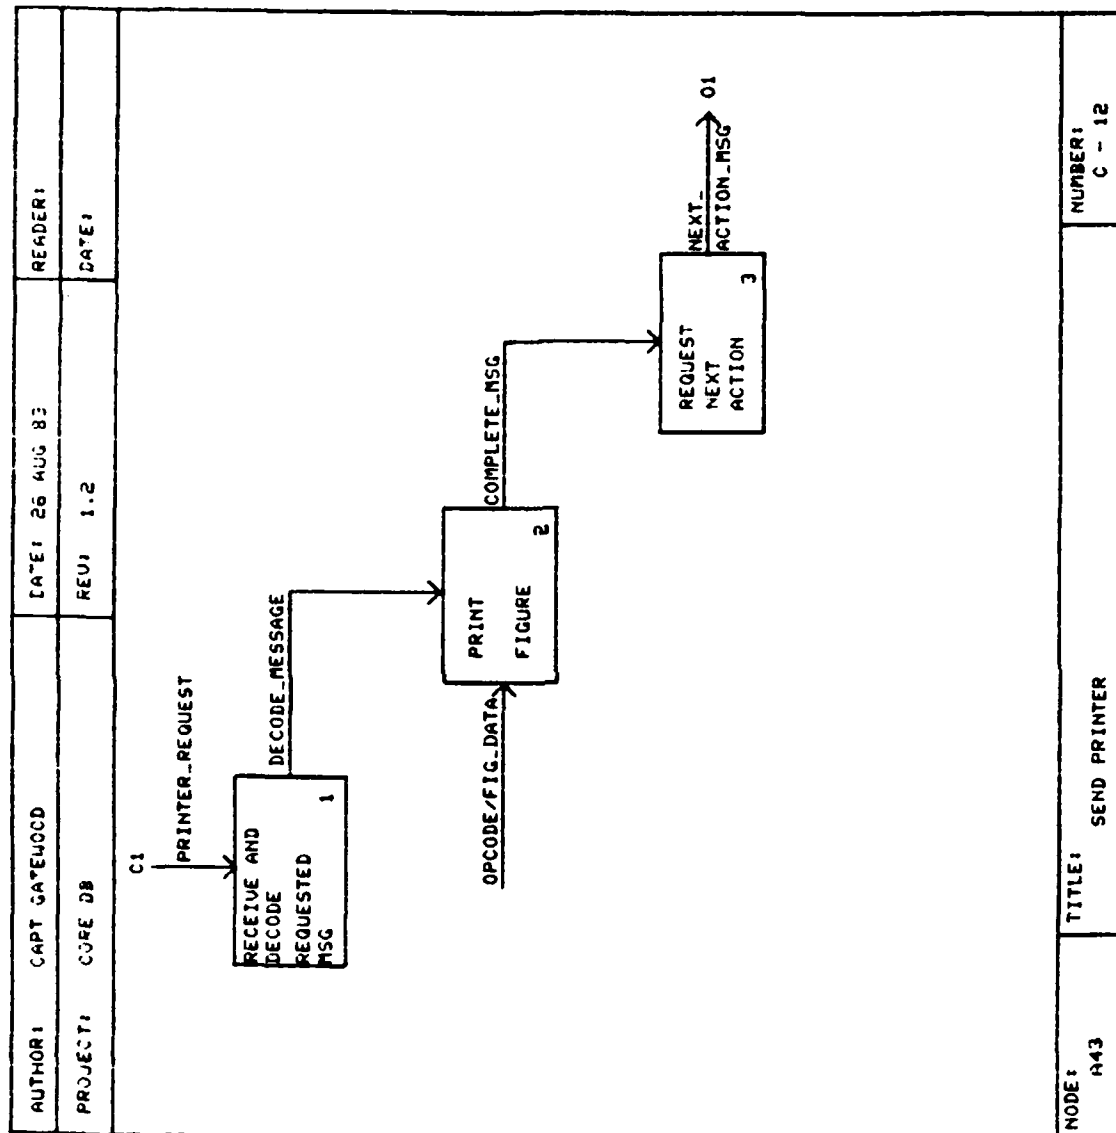 AUTHOR: CAPT GATEWOOD
DATE: 26 AUG 83
READER:
PROJECT: CORE DB
REV: 1.2
DATE:
C1
PRINTER_REQUEST
RECEIVE AND
DECODE
REQUESTED
MSG
1
DECODE_MESSAGE
OPCODE/FIG_DATA
PRINT
FIGURE
2
COMPLETE_MSG
REQUEST
NEXT
ACTION
3
NEXT_
ACTION_MSG
O1
NODE:
A43
TITLE:
SEND PRINTER
NUMBER:
C - 12